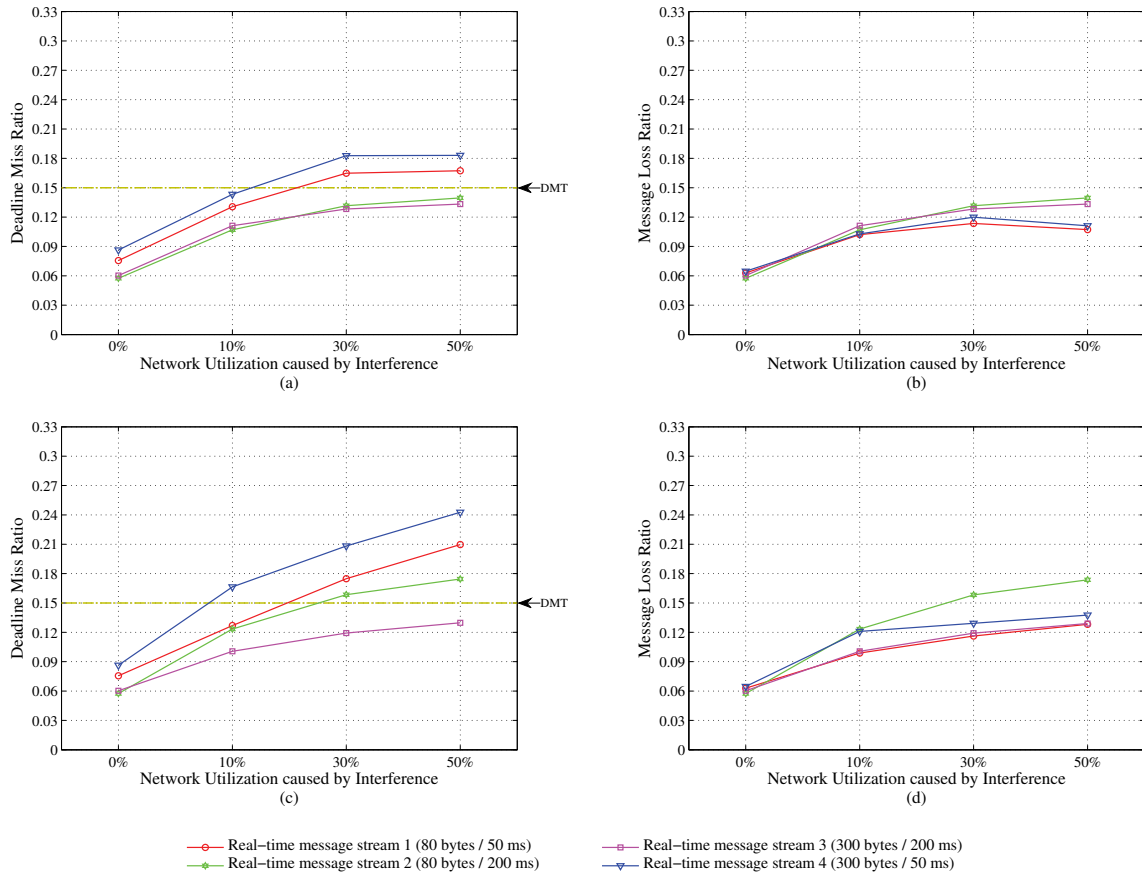 0.33
0.3
0.27
0.24
0.21
0.18
0.15
0.12
0.09
0.06
0.03
0
Deadline Miss Ratio
DMT
0% 10% 30% 50%
Network Utilization caused by Interference
(a)
0.33
0.3
0.27
0.24
0.21
0.18
0.15
0.12
0.09
0.06
0.03
0
Message Loss Ratio
0% 10% 30% 50%
Network Utilization caused by Interference
(b)
0.33
0.3
0.27
0.24
0.21
0.18
0.15
0.12
0.09
0.06
0.03
0
Deadline Miss Ratio
DMT
0% 10% 30% 50%
Network Utilization caused by Interference
(c)
0.33
0.3
0.27
0.24
0.21
0.18
0.15
0.12
0.09
0.06
0.03
0
Message Loss Ratio
0% 10% 30% 50%
Network Utilization caused by Interference
(d)
Real−time message stream 1 (80 bytes / 50 ms)
Real−time message stream 2 (80 bytes / 200 ms)
Real−time message stream 3 (300 bytes / 200 ms)
Real−time message stream 4 (300 bytes / 50 ms)